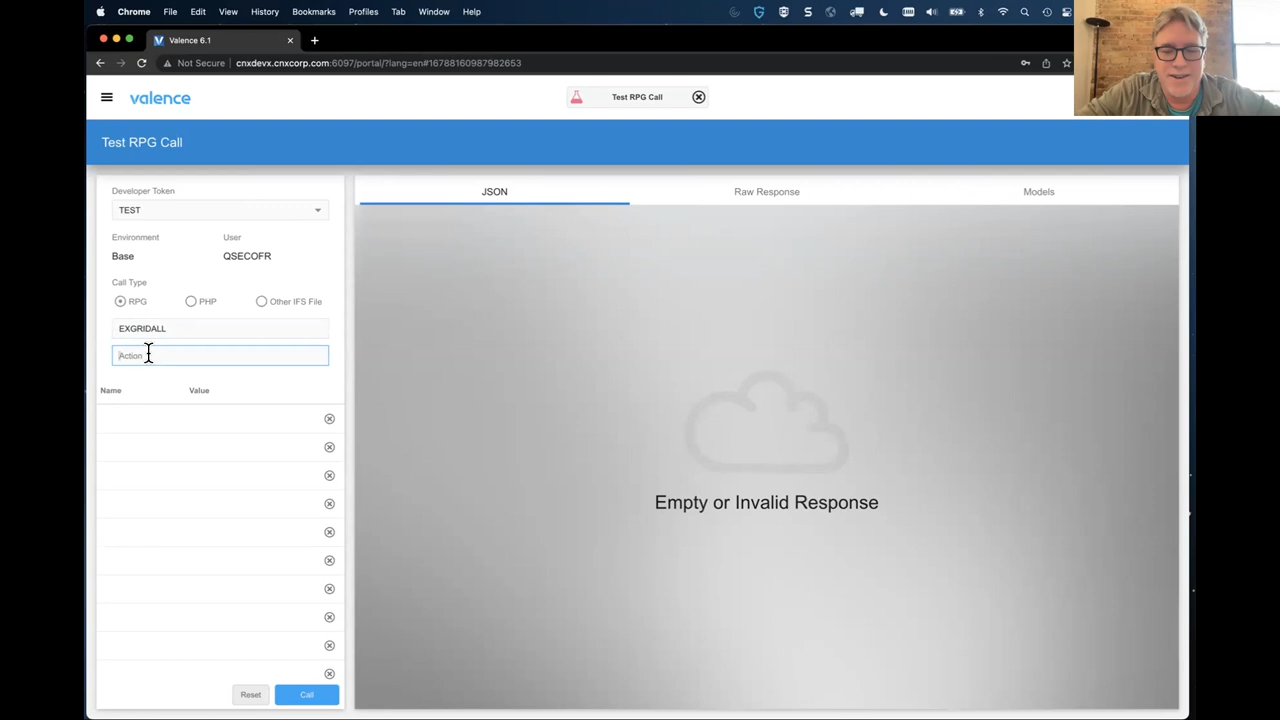 Chrome File Edit View History Bookmarks Profiles Tab Window Help
Valence 6.1
Not Secure cnxdevx.cnxcorp.com:6097/portal/?lang=en#16788160987982653
valence
Test RPG Call
Test RPG Call
Developer Token
TEST
Environment User
Base QSECOFR
Call Type
RPG PHP Other IFS File
EXGRIDALL
Action
Name Value
Reset Call
JSON Raw Response Models
Empty or Invalid Response